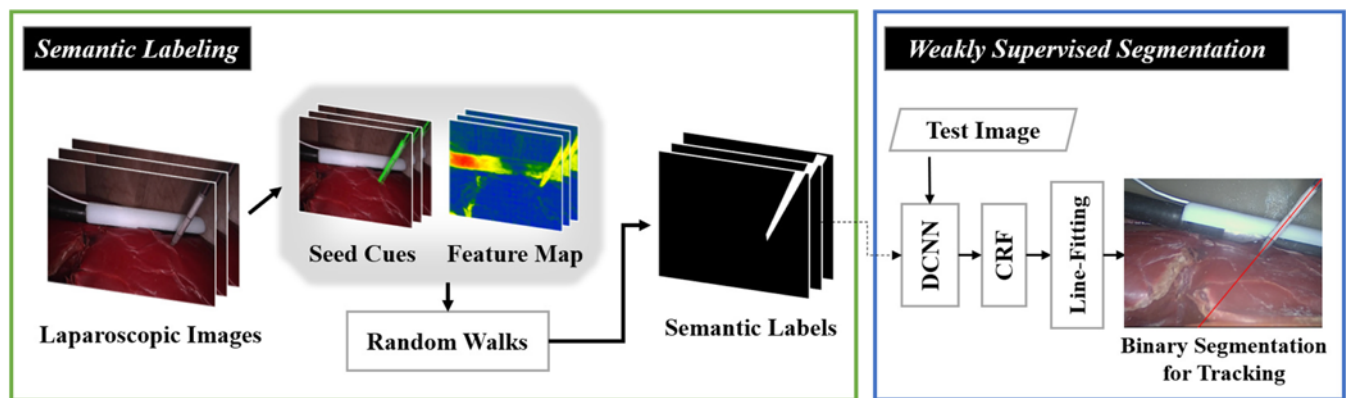 Semantic Labeling
Laparoscopic Images
Seed Cues
Feature Map
Random Walks
Semantic Labels
Weakly Supervised Segmentation
Test Image
DCNN
CRF
Line-Fitting
Binary Segmentation
for Tracking